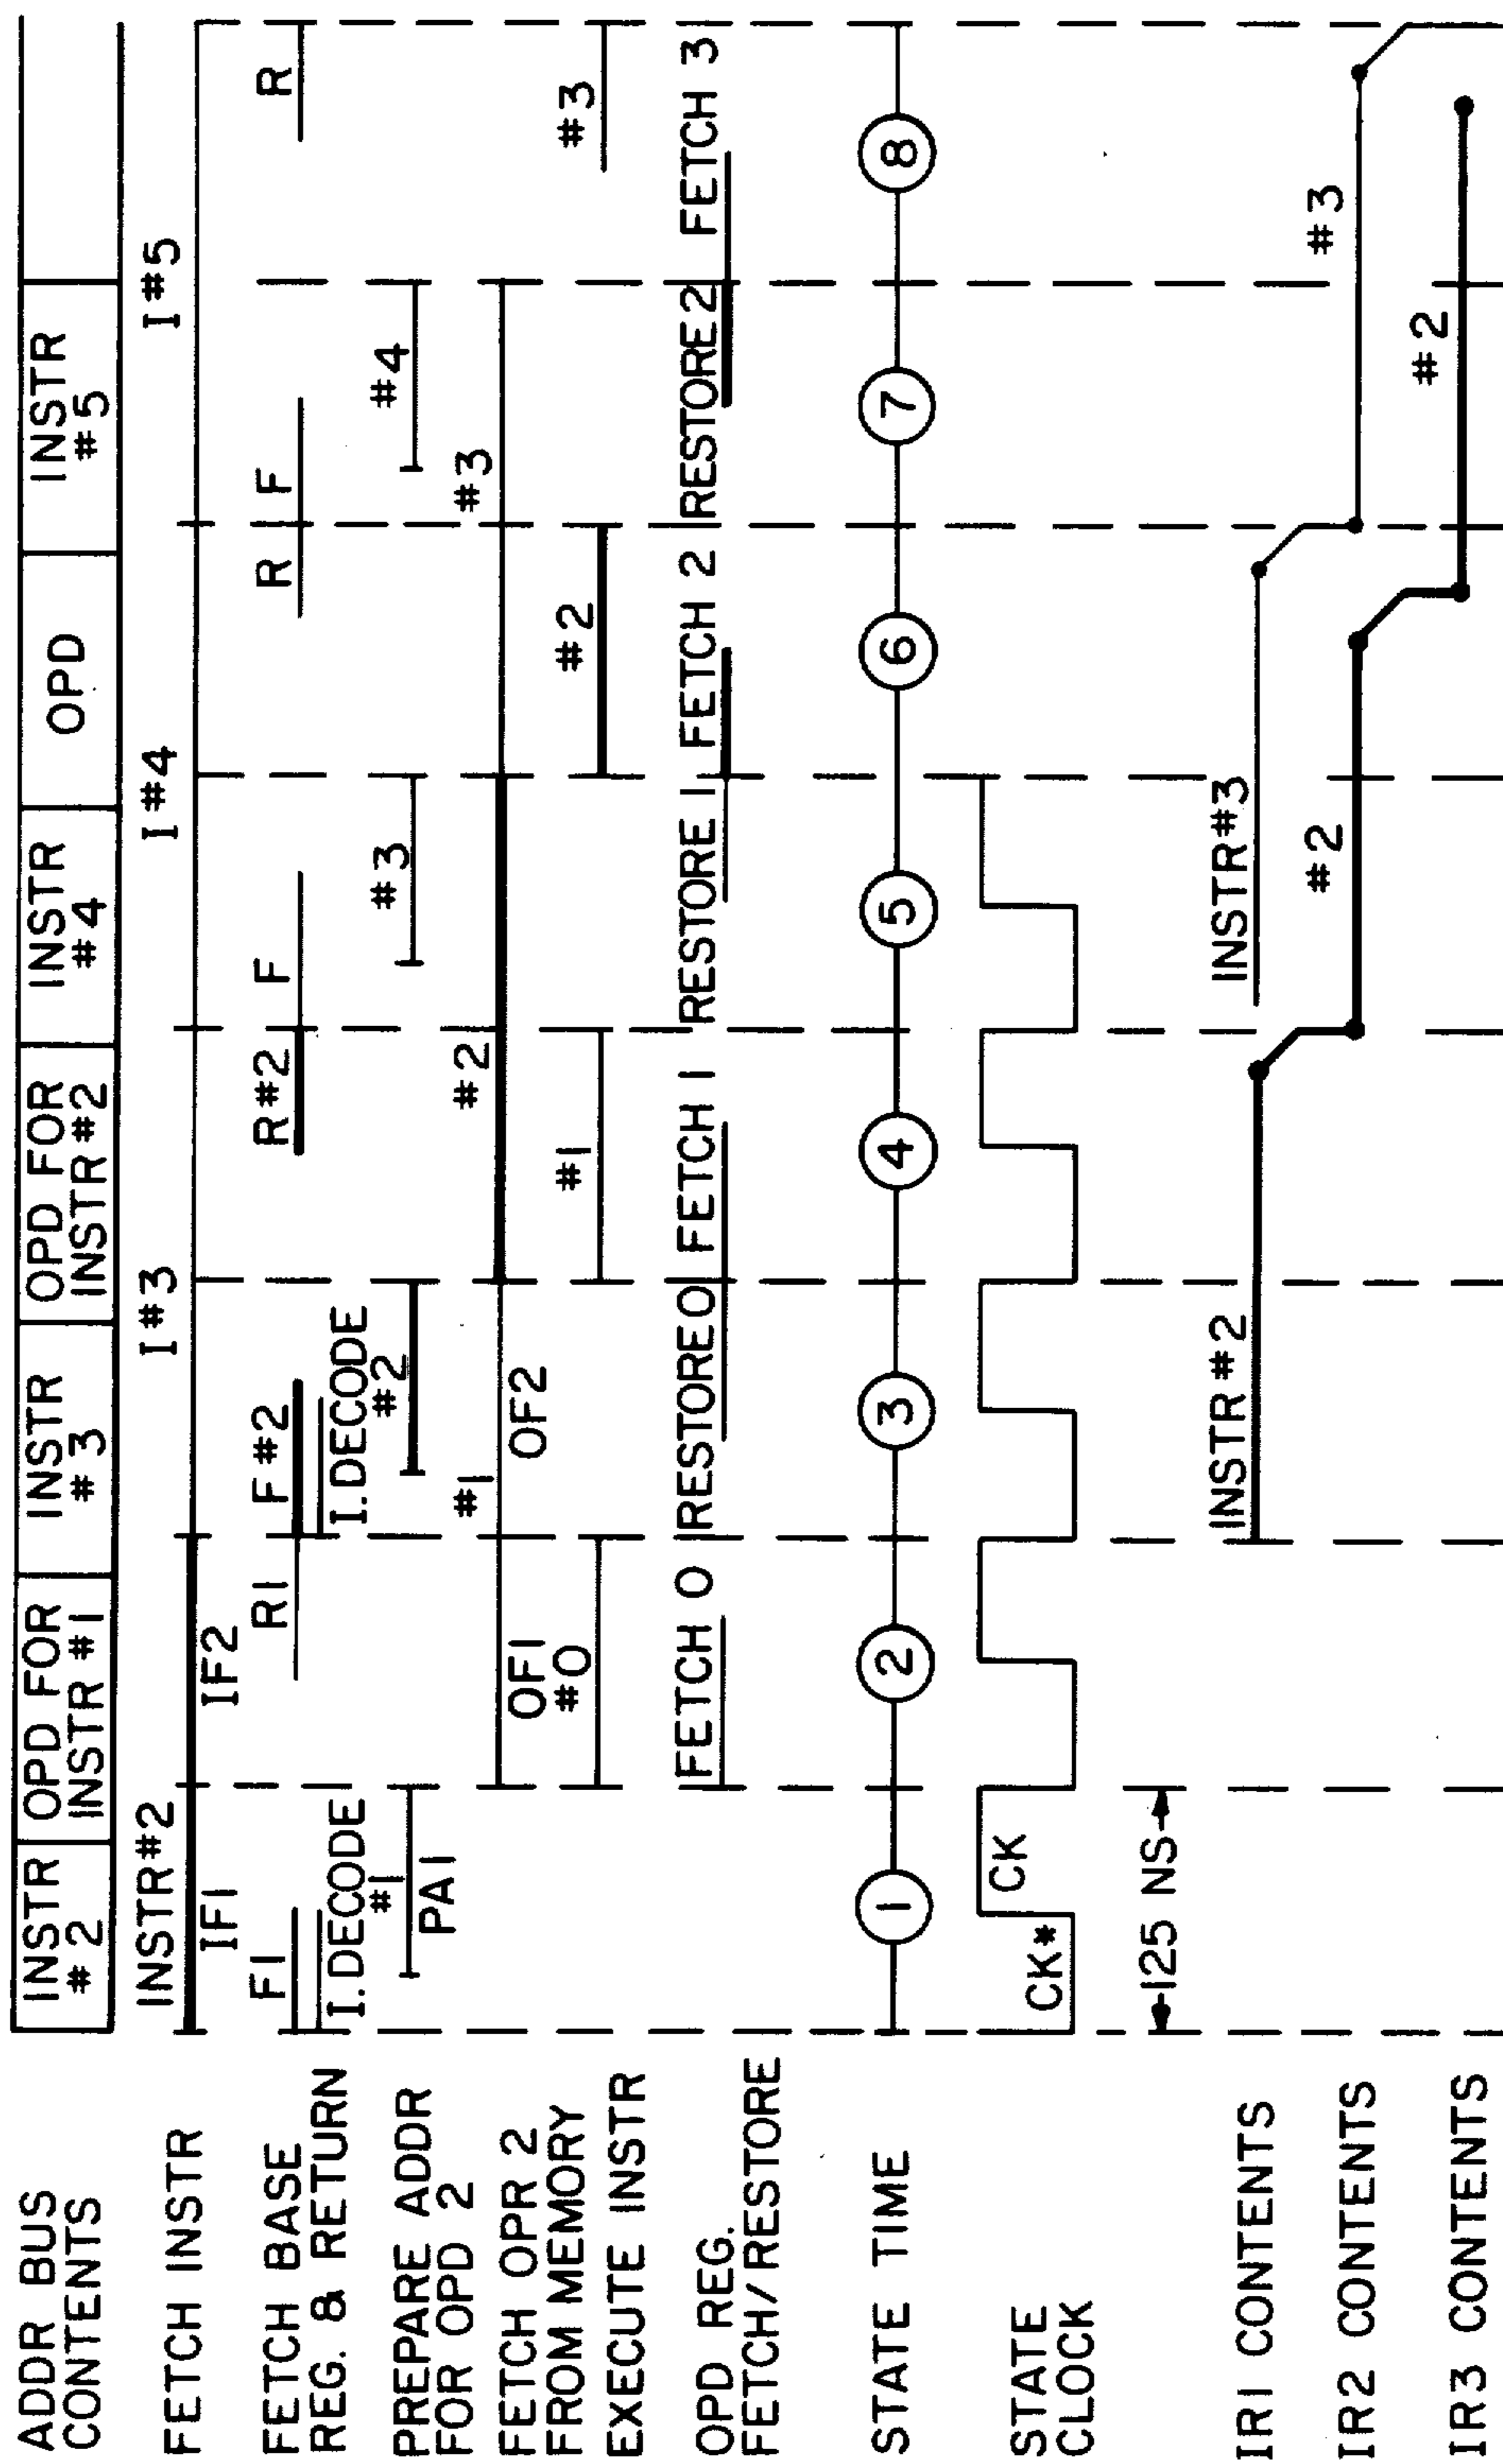 ADDR BUS
CONTENTS
INSTR
#2
OPD FOR
INSTR #1
INSTR
#3
OPD FOR
INSTR#2
INSTR
#4
OPD
INSTR
#5
FETCH INSTR
INSTR#2
I#3
I#4
I#5
IF1
IF2
FETCH BASE
REG. & RETURN
F1
R1
F#2
R#2
F
R
F
R
I.DECODE
I.DECODE
PREPARE ADDR
FOR OPD 2
#1
#2
#3
#4
PA1
FETCH OPR 2
FROM MEMORY
#1
#2
#3
OF1
OF2
EXECUTE INSTR
#0
#1
#2
#3
OPD REG.
FETCH/RESTORE
FETCH 0
RESTORE0
FETCH 1
RESTORE 1
FETCH 2
RESTORE2
FETCH 3
STATE TIME
1
2
3
4
5
6
7
8
STATE
CLOCK
CK*
CK
125 NS
IR1 CONTENTS
INSTR #2
INSTR#3
IR2 CONTENTS
#2
#3
IR3 CONTENTS
#2